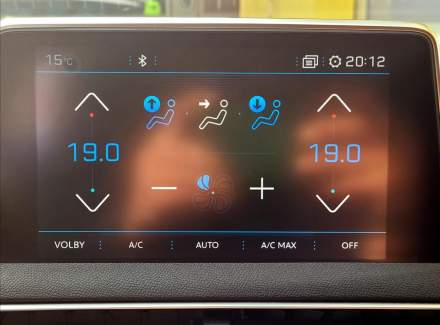 15°C 20:12
19.0 19.0
VOLBY A/C AUTO A/C MAX OFF